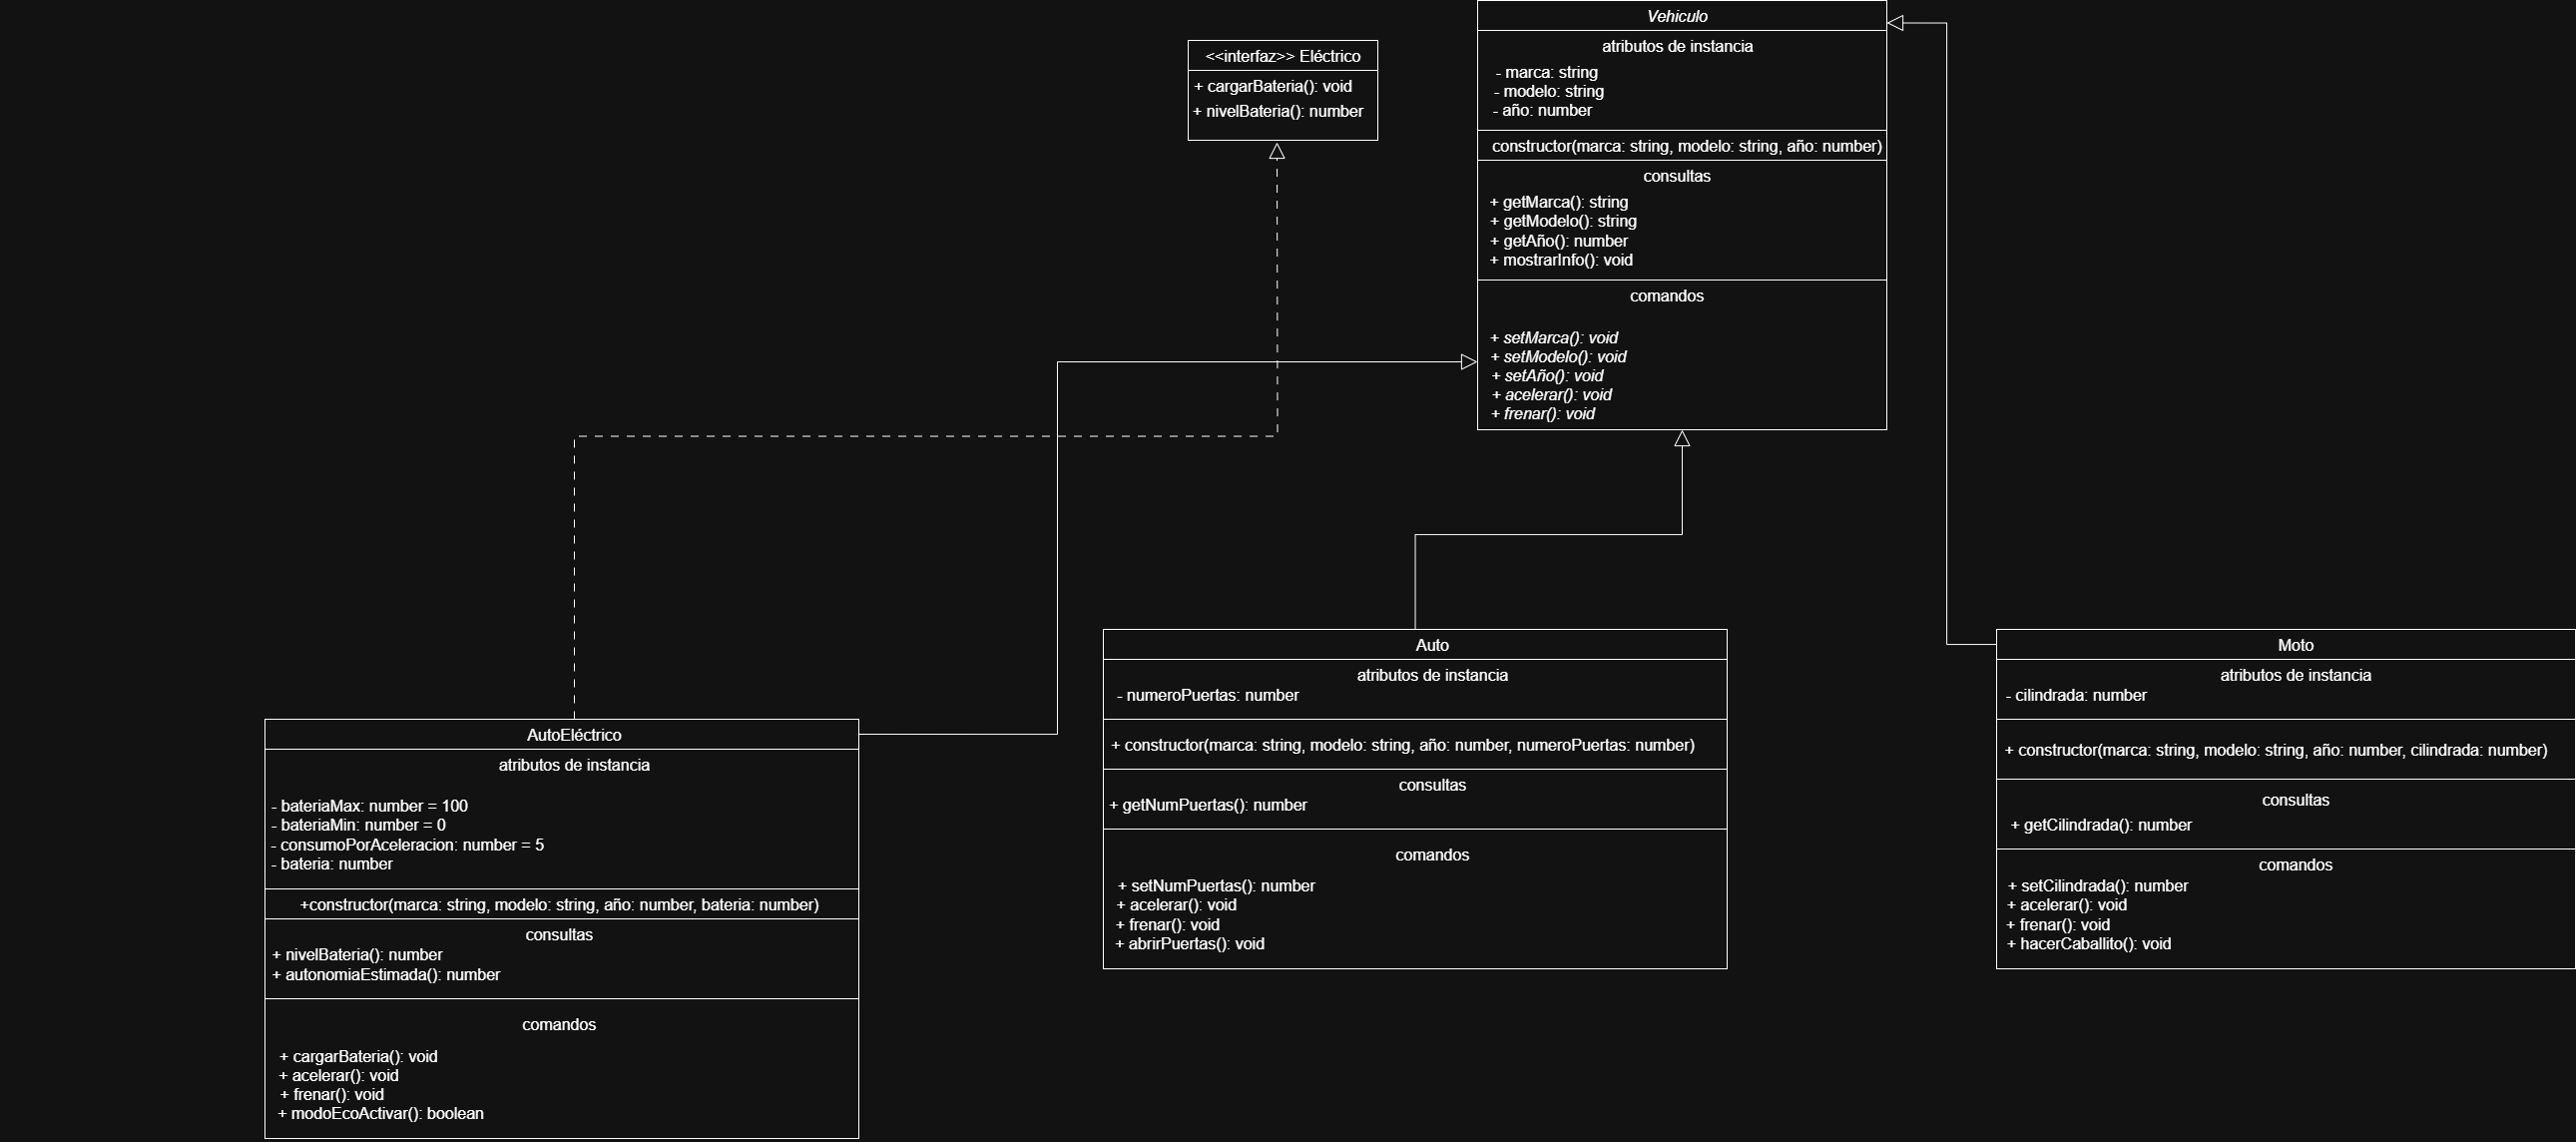 Vehiculo
atributos de instancia
- marca: string
- modelo: string
- año: number
constructor(marca: string, modelo: string, año: number)
consultas
+ getMarca(): string
+ getModelo(): string
+ getAño(): number
+ mostrarInfo(): void
comandos
+ setMarca(): void
+ setModelo(): void
+ setAño(): void
+ acelerar(): void
+ frenar(): void
<<interfaz>> Eléctrico
+ cargarBateria(): void
+ nivelBateria(): number
AutoEléctrico
atributos de instancia
- bateriaMax: number = 100
- bateriaMin: number = 0
- consumoPorAceleracion: number = 5
- bateria: number
+constructor(marca: string, modelo: string, año: number, bateria: number)
consultas
+ nivelBateria(): number
+ autonomiaEstimada(): number
comandos
+ cargarBateria(): void
+ acelerar(): void
+ frenar(): void
+ modoEcoActivar(): boolean
Auto
atributos de instancia
- numeroPuertas: number
+ constructor(marca: string, modelo: string, año: number, numeroPuertas: number)
consultas
+ getNumPuertas(): number
comandos
+ setNumPuertas(): number
+ acelerar(): void
+ frenar(): void
+ abrirPuertas(): void
Moto
atributos de instancia
- cilindrada: number
+ constructor(marca: string, modelo: string, año: number, cilindrada: number)
consultas
+ getCilindrada(): number
comandos
+ setCilindrada(): number
+ acelerar(): void
+ frenar(): void
+ hacerCaballito(): void